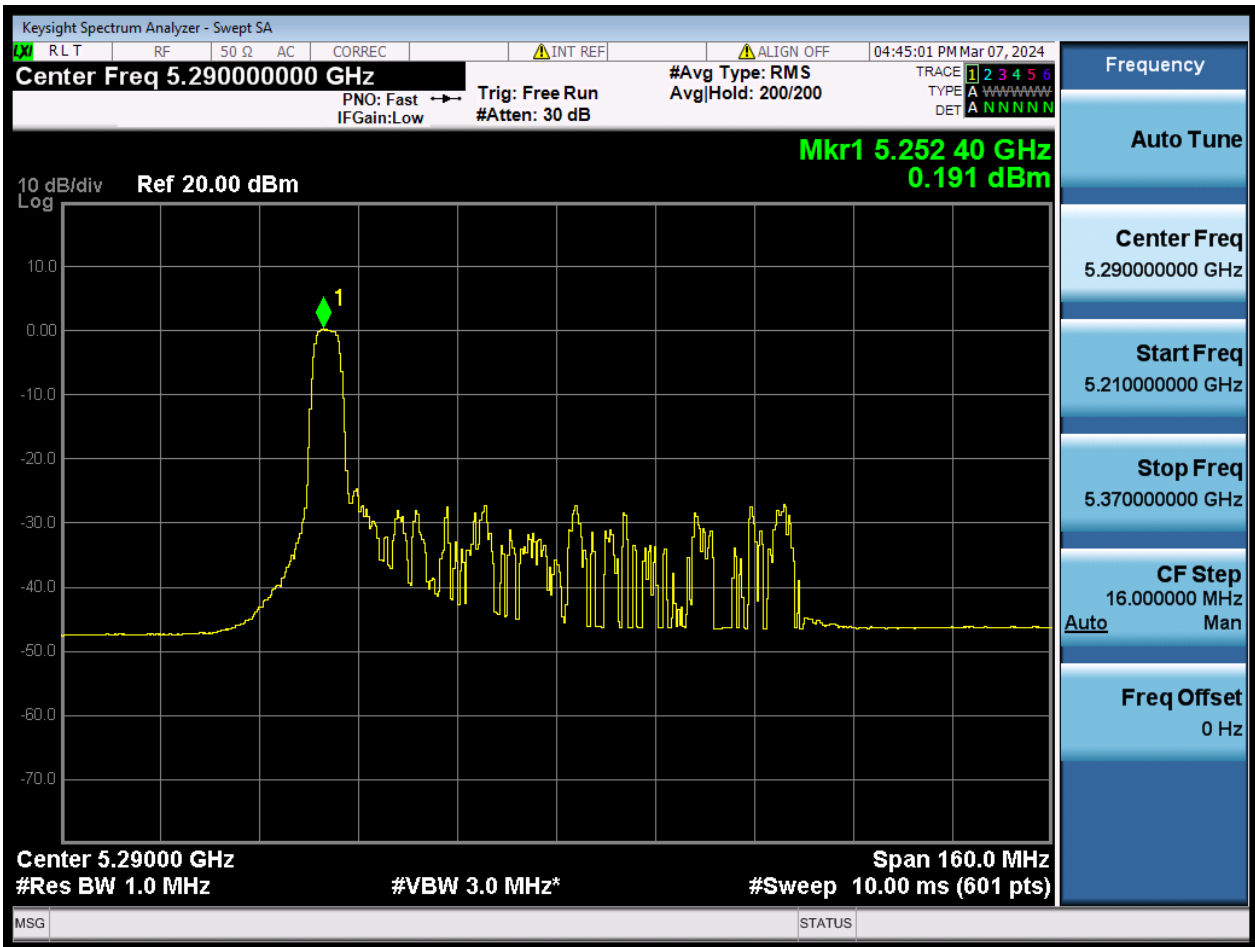 Keysight Spectrum Analyzer - Swept SA
LXI RLT RF 50 Ω AC CORREC ⚠INT REF ⚠ALIGN OFF 04:45:01 PM Mar 07, 2024
Center Freq 5.290000000 GHz
PNO: Fast
IFGain:Low
Trig: Free Run
#Atten: 30 dB
#Avg Type: RMS
Avg|Hold: 200/200
TRACE 1 2 3 4 5 6
TYPE A WWWWW
DET A N N N N N
Mkr1 5.252 40 GHz
0.191 dBm
10 dB/div Ref 20.00 dBm
Log
10.0
0.00
-10.0
-20.0
-30.0
-40.0
-50.0
-60.0
-70.0
1
Center 5.29000 GHz Span 160.0 MHz
#Res BW 1.0 MHz #VBW 3.0 MHz* #Sweep 10.00 ms (601 pts)
MSG STATUS
Frequency
Auto Tune
Center Freq
5.290000000 GHz
Start Freq
5.210000000 GHz
Stop Freq
5.370000000 GHz
CF Step
16.000000 MHz
Auto Man
Freq Offset
0 Hz